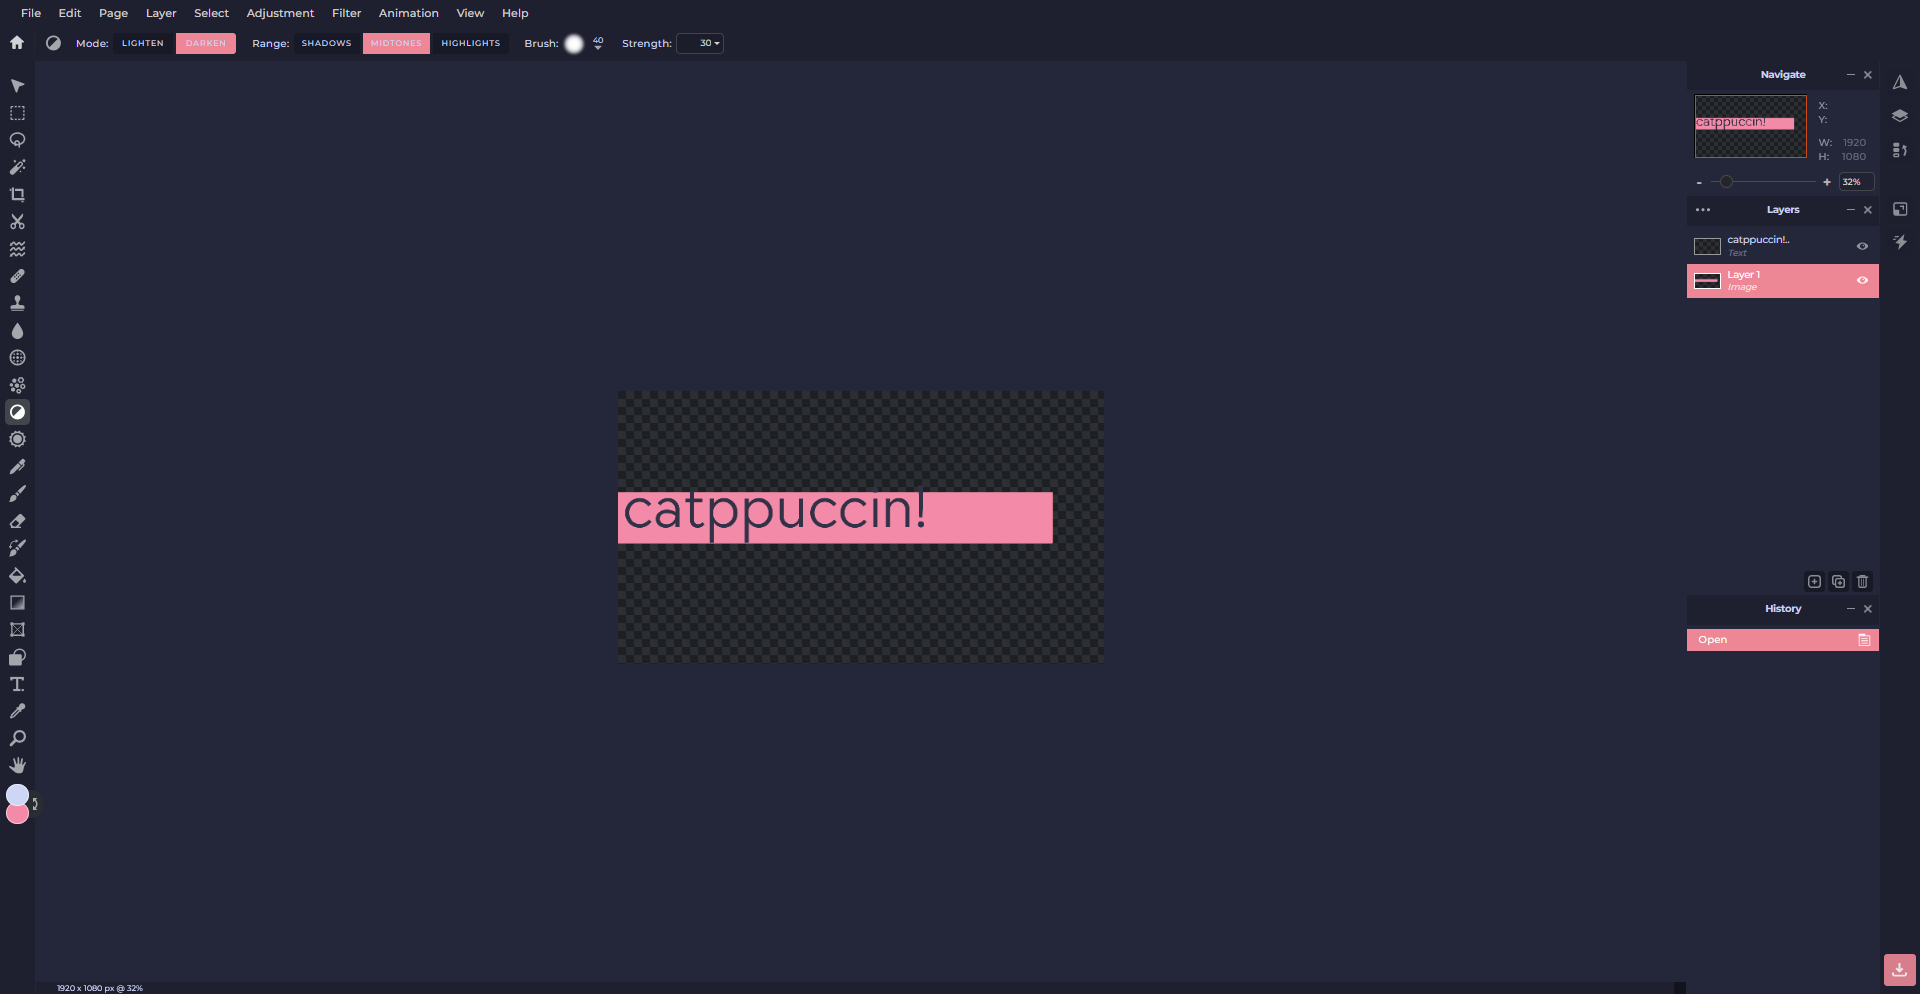 File Edit Page Layer Select Adjustment Filter Animation View Help
Mode: LIGHTEN DARKEN Range: SHADOWS MIDTONES HIGHLIGHTS Brush: 40 Strength: 30
Navigate
catppuccin!
X:
Y:
W: 1920
H: 1080
- + 32%
Layers
catppuccin!..
Text
Layer 1
Image
catppuccin!
History
Open
1920 x 1080 px @ 32%